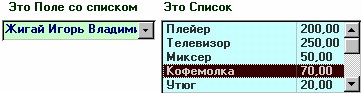 Это Поле со списком
Это Список
Жигай Игорь Владими
Плейер 200,00
Телевизор 250,00
Миксер 50,00
Кофемолка 70,00
Утюг 20,00